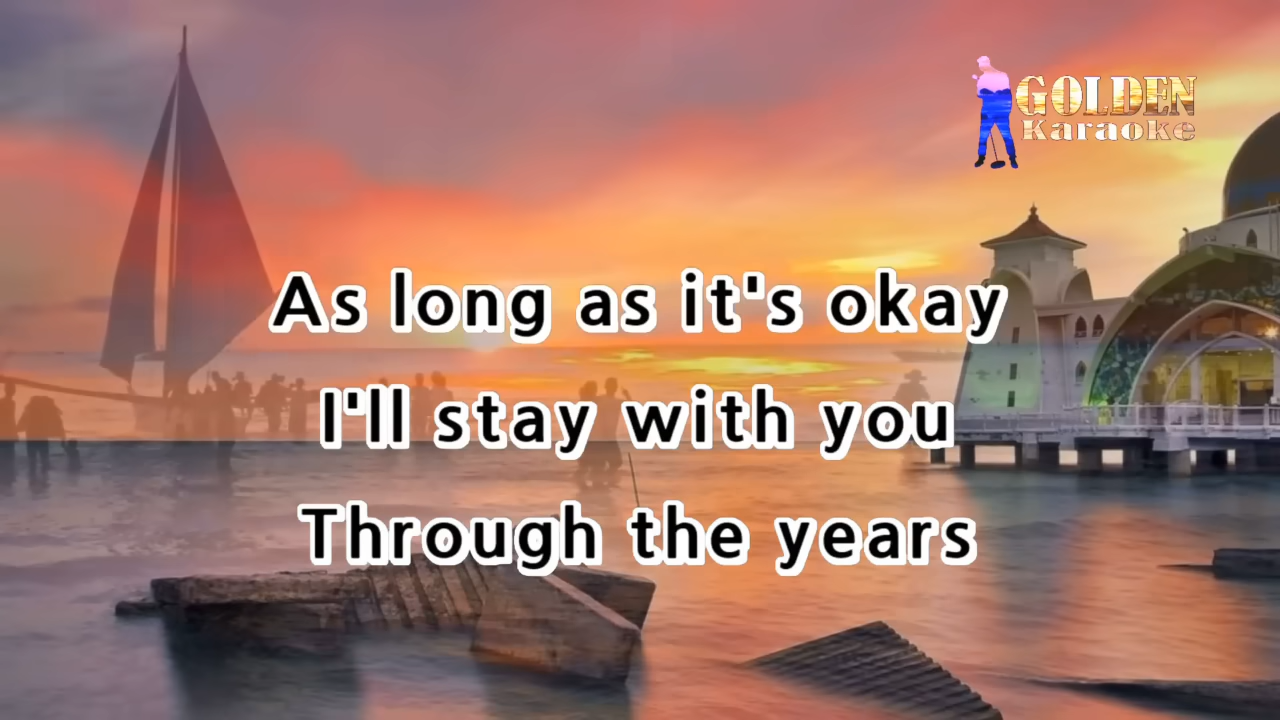 GOLDEN
Karaoke
As long as it's okay
I'll stay with you
Through the years